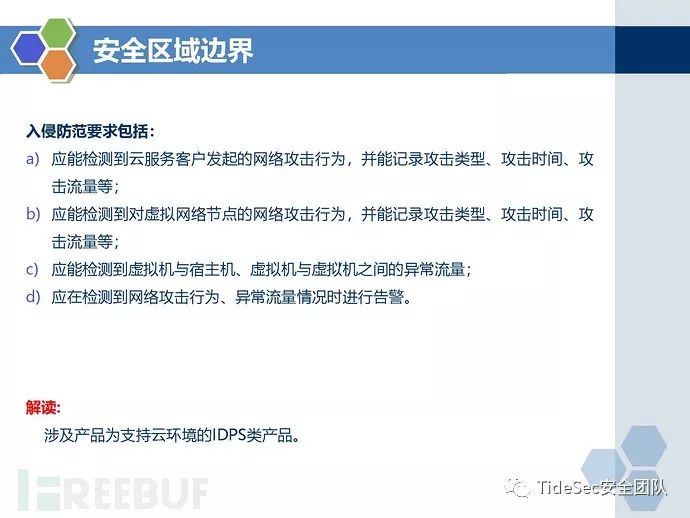 安全区域边界
入侵防范要求包括：
a) 应能检测到云服务客户发起的网络攻击行为，并能记录攻击类型、攻击时间、攻
击流量等；
b) 应能检测到对虚拟网络节点的网络攻击行为，并能记录攻击类型、攻击时间、攻
击流量等；
c) 应能检测到虚拟机与宿主机、虚拟机与虚拟机之间的异常流量；
d) 应在检测到网络攻击行为、异常流量情况时进行告警。
解读：
涉及产品为支持云环境的IDPS类产品。
FREEBUF
TideSec安全团队